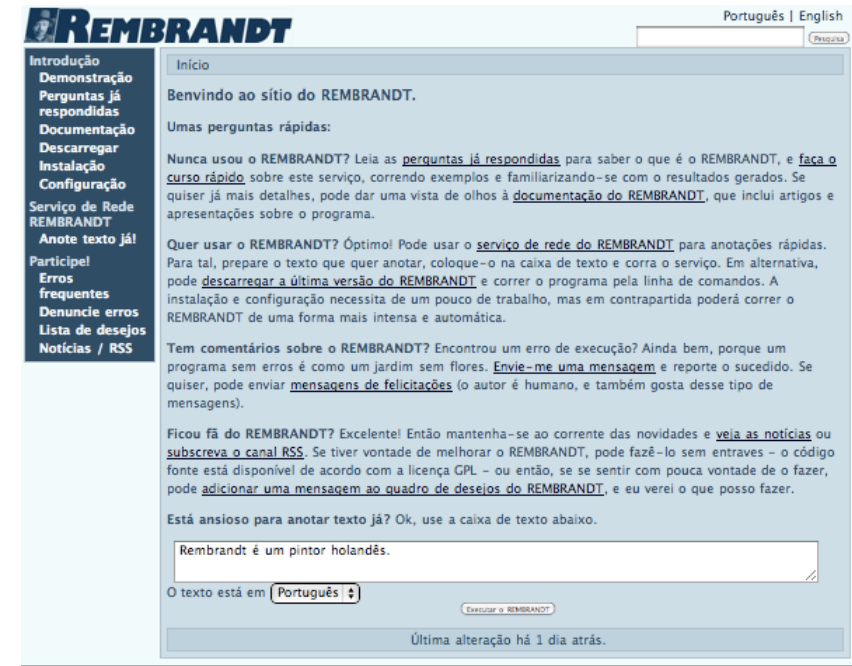 REMBRANDT
Português | English
Pesquisa
Introdução
Demonstração
Perguntas já
respondidas
Documentação
Descarregar
Instalação
Configuração
Serviço de Rede
REMBRANDT
Anote texto já!
Participe!
Erros
frequentes
Denuncie erros
Lista de desejos
Notícias / RSS
Início
Benvindo ao sítio do REMBRANDT.
Umas perguntas rápidas:
Nunca usou o REMBRANDT? Leia as perguntas já respondidas para saber o que é o REMBRANDT, e faça o
curso rápido sobre este serviço, correndo exemplos e familiarizando-se com o resultados gerados. Se
quiser já mais detalhes, pode dar uma vista de olhos à documentação do REMBRANDT, que inclui artigos e
apresentações sobre o programa.
Quer usar o REMBRANDT? Óptimo! Pode usar o serviço de rede do REMBRANDT para anotações rápidas.
Para tal, prepare o texto que quer anotar, coloque-o na caixa de texto e corra o serviço. Em alternativa,
pode descarregar a última versão do REMBRANDT e correr o programa pela linha de comandos. A
instalação e configuração necessita de um pouco de trabalho, mas em contrapartida poderá correr o
REMBRANDT de uma forma mais intensa e automática.
Tem comentários sobre o REMBRANDT? Encontrou um erro de execução? Ainda bem, porque um
programa sem erros é como um jardim sem flores. Envie-me uma mensagem e reporte o sucedido. Se
quiser, pode enviar mensagens de felicitações (o autor é humano, e também gosta desse tipo de
mensagens).
Ficou fã do REMBRANDT? Excelente! Então mantenha-se ao corrente das novidades e veja as notícias ou
subscreva o canal RSS. Se tiver vontade de melhorar o REMBRANDT, pode fazê-lo sem entraves - o código
fonte está disponível de acordo com a licença GPL - ou então, se se sentir com pouca vontade de o fazer,
pode adicionar uma mensagem ao quadro de desejos do REMBRANDT, e eu verei o que posso fazer.
Está ansioso para anotar texto já? Ok, use a caixa de texto abaixo.
Rembrandt é um pintor holandês.
O texto está em Português
Executar o REMBRANDT
Última alteração há 1 dia atrás.